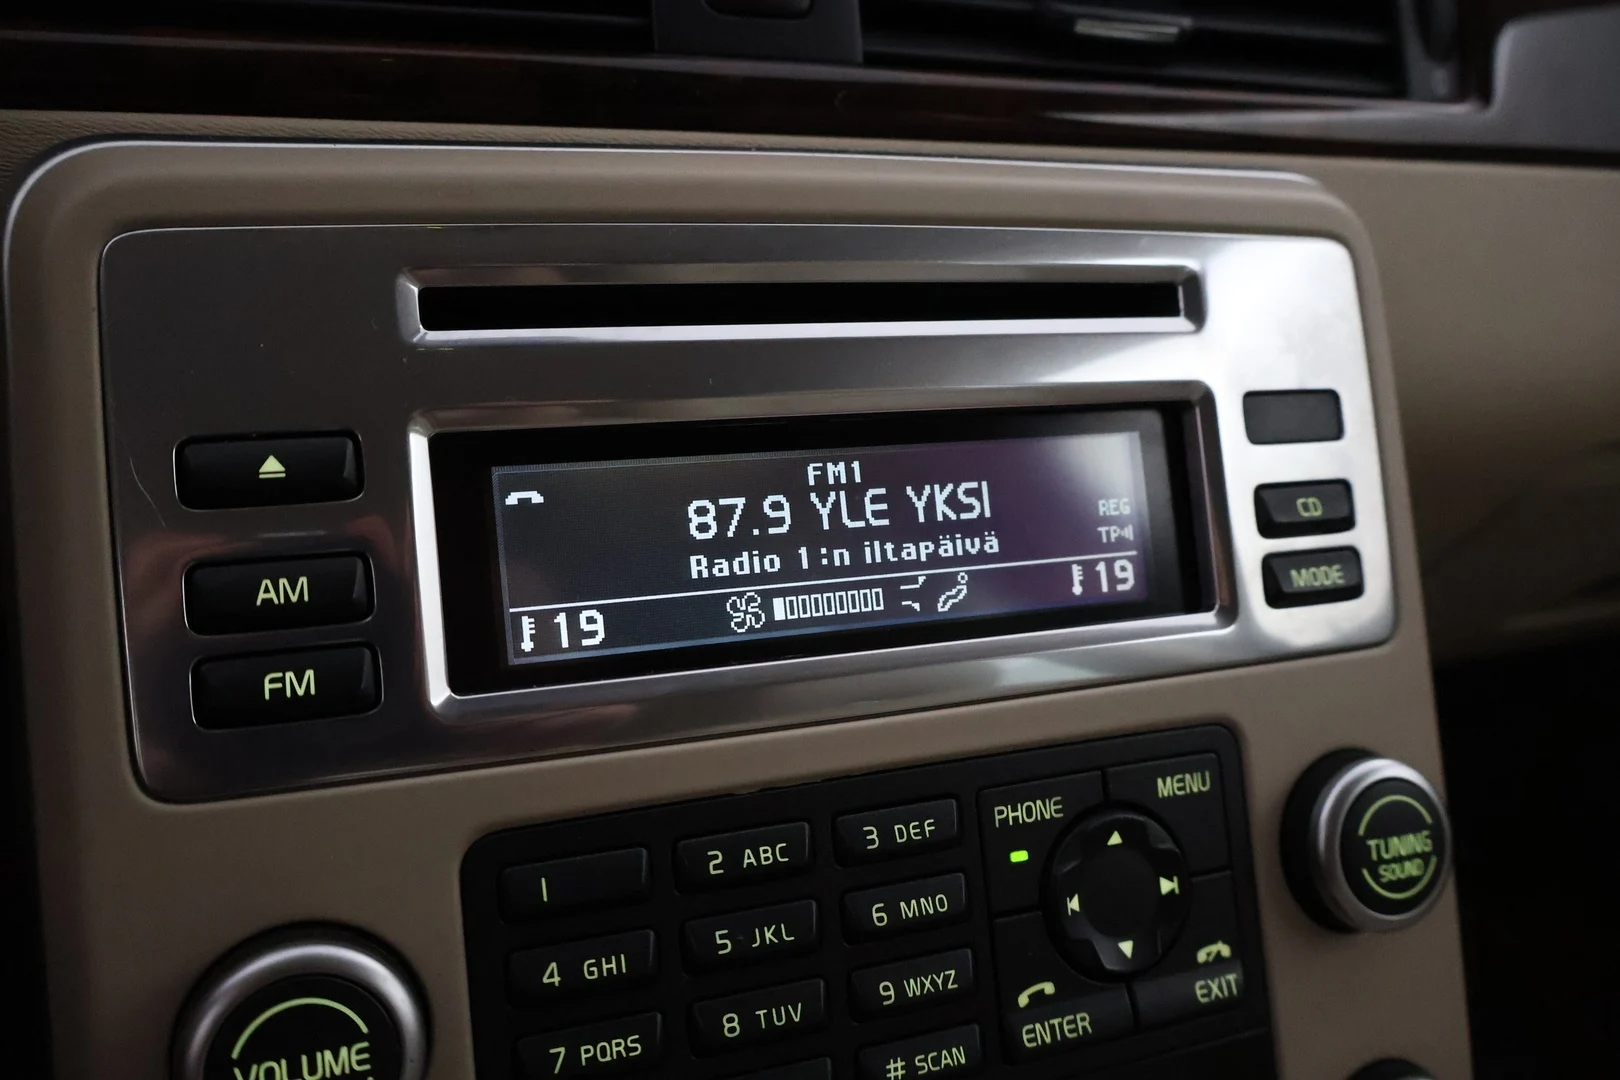 FM1
87.9 YLE YKSI
REG
Radio 1:n iltapäivä
TP
19
19
AM
FM
CD
MODE
PHONE
MENU
1
2 ABC
3 DEF
4 GHI
5 JKL
6 MNO
7 PQRS
8 TUV
9 WXYZ
# SCAN
ENTER
EXIT
TUNING
SOUND
VOLUME